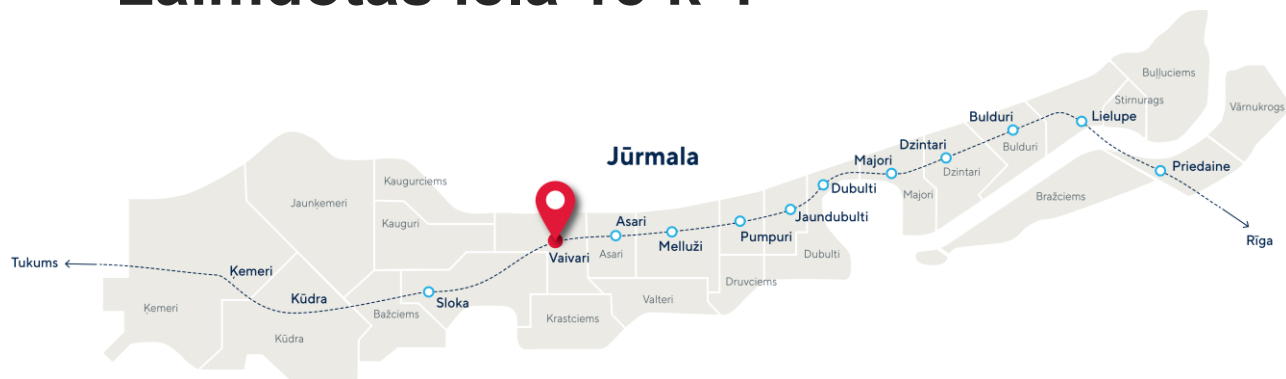 Buļļuciems
Stirnurags
Vārnukrogs
Bulduri
Lielupe
Dzintari
Bulduri
Jūrmala
Majori
Dzintari
Priedaine
Kaugurciems
Dubulti
Majori
Bražciems
Jaunķemeri
Kauguri
Asari
Jaundubulti
Pumpuri
Melluži
Rīga
Vaivari
Asari
Dubulti
Tukums
Ķemeri
Druvciems
Kūdra
Sloka
Valteri
Ķemeri
Bažciems
Krastciems
Kūdra